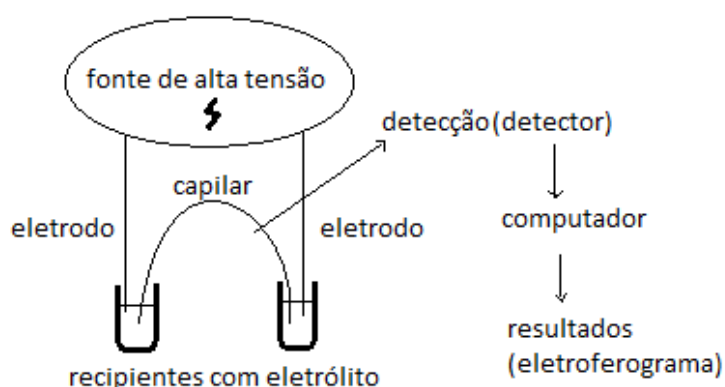 fonte de alta tensão
detecção (detector)
capilar
eletrodo
eletrodo
computador
resultados
(eletroferograma)
recipientes com eletrólito